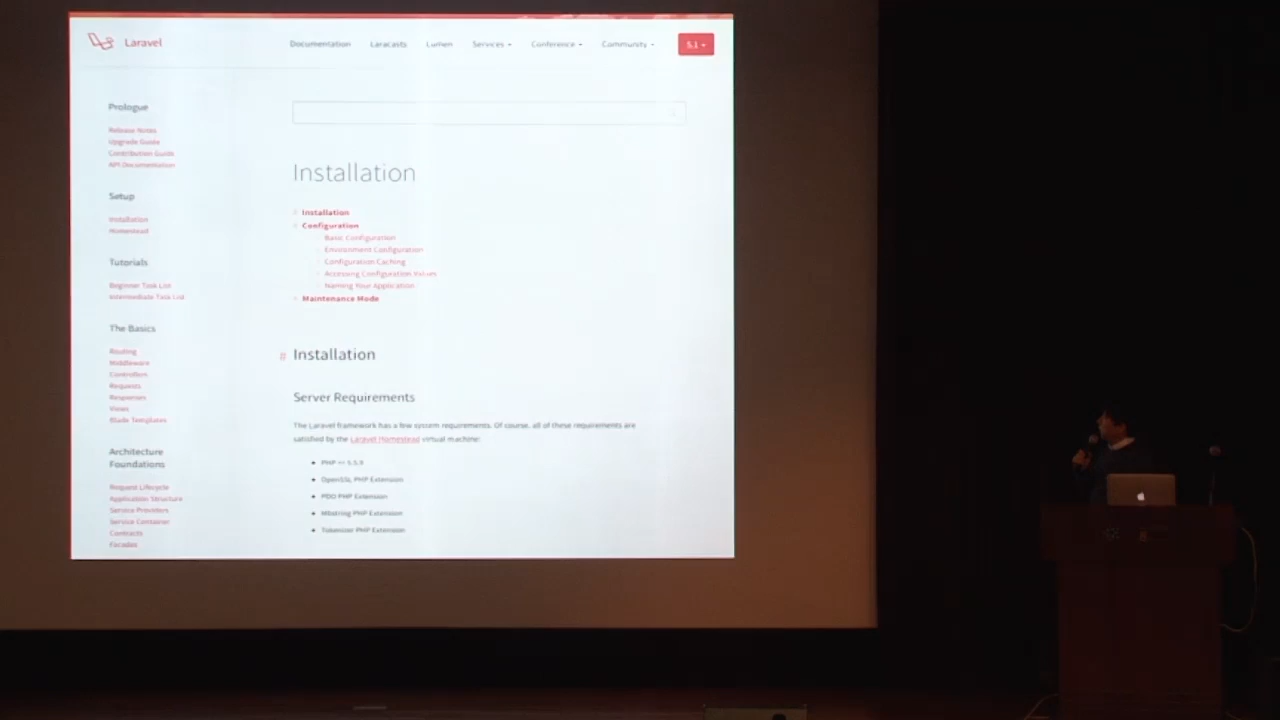 Laravel
Documentation Laracasts Lumen Services Conference Community 5.1
Prologue
Release Notes
Upgrade Guide
Contribution Guide
API Documentation
Setup
Installation
Homestead
Tutorials
Beginner Task List
Intermediate Task List
The Basics
Routing
Middleware
Controllers
Requests
Responses
Views
Blade Templates
Architecture
Foundations
Request Lifecycle
Application Structure
Service Providers
Service Container
Contracts
Facades
Installation
# Installation
# Configuration
Basic Configuration
Environment Configuration
Configuration Caching
Accessing Configuration Values
Naming Your Application
# Maintenance Mode
# Installation
Server Requirements
The Laravel framework has a few system requirements. Of course, all of these requirements are
satisfied by the Laravel Homestead virtual machine:
PHP >= 5.5.9
OpenSSL PHP Extension
PDO PHP Extension
Mbstring PHP Extension
Tokenizer PHP Extension